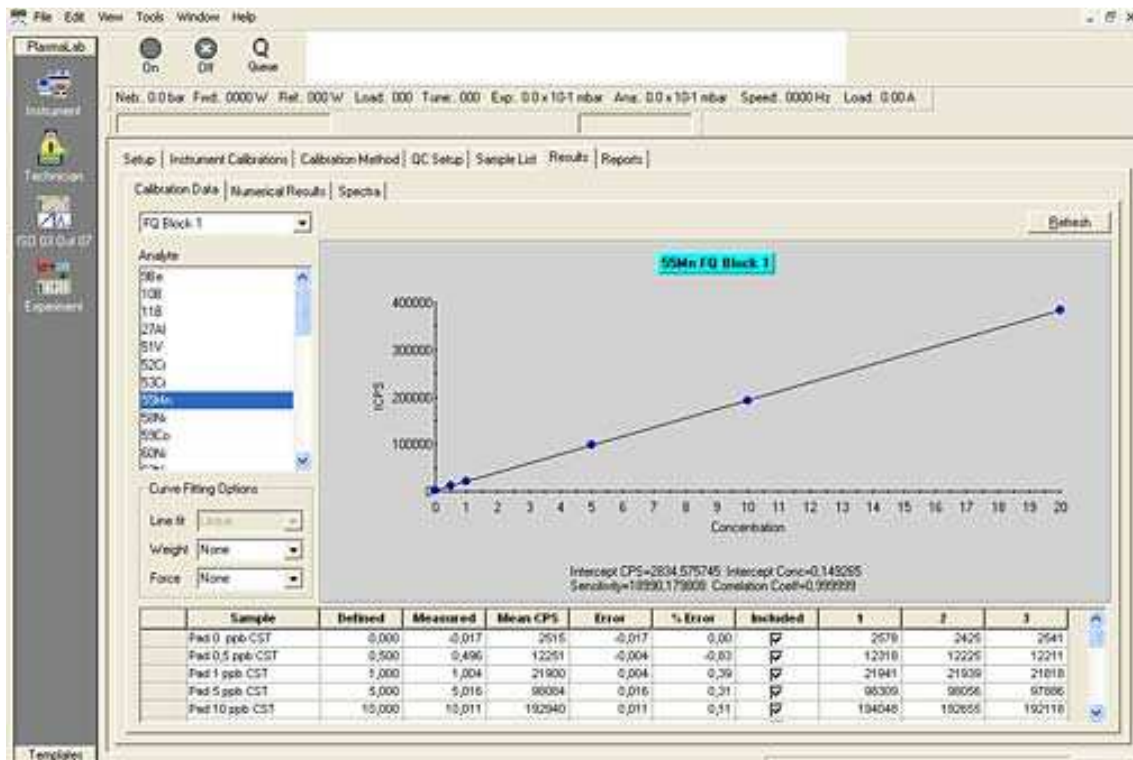 File Edit View Tools Window Help
PlasmaLab
On Off Queue
Instrument
Neb: 0.0 bar Fwd: 0000 W Ref: 000 W Load: 000 Tune: 000 Exp: 0.0 x 10-1 mbar Ana: 0.0 x 10-1 mbar Speed: 0000 Hz Load: 0.00 A
Technician
Setup Instrument Calibrations Calibration Method QC Setup Sample List Results Reports
Calibration Data Numerical Results Spectra
FQ Block 1
Refresh
Experiment
Analyte
9Be
10B
11B
27Al
51V
52Cr
53Cr
55Mn
58Ni
59Co
60Ni
55Mn FQ Block 1
ICPS
400000
300000
200000
100000
0
0 1 2 3 4 5 6 7 8 9 10 11 12 13 14 15 16 17 18 19 20
Concentration
Curve Fitting Options
Line fit Linear
Weight None
Force None
Intercept CPS=2834,575745 Intercept Conc=0,149265
Sensitivity=18990,179808 Correlation Coeff=0,999999
Sample Defined Measured Mean CPS Error % Error Included 1 2 3
Pad 0 ppb CST 0,000 -0,017 2515 -0,017 0,00 2579 2425 2541
Pad 0,5 ppb CST 0,500 0,496 12251 -0,004 -0,83 12318 12225 12211
Pad 1 ppb CST 1,000 1,004 21900 0,004 0,39 21941 21939 21818
Pad 5 ppb CST 5,000 5,016 98084 0,016 0,31 98309 98056 97886
Pad 10 ppb CST 10,000 10,011 192940 0,011 0,11 194048 192655 192118
Templates